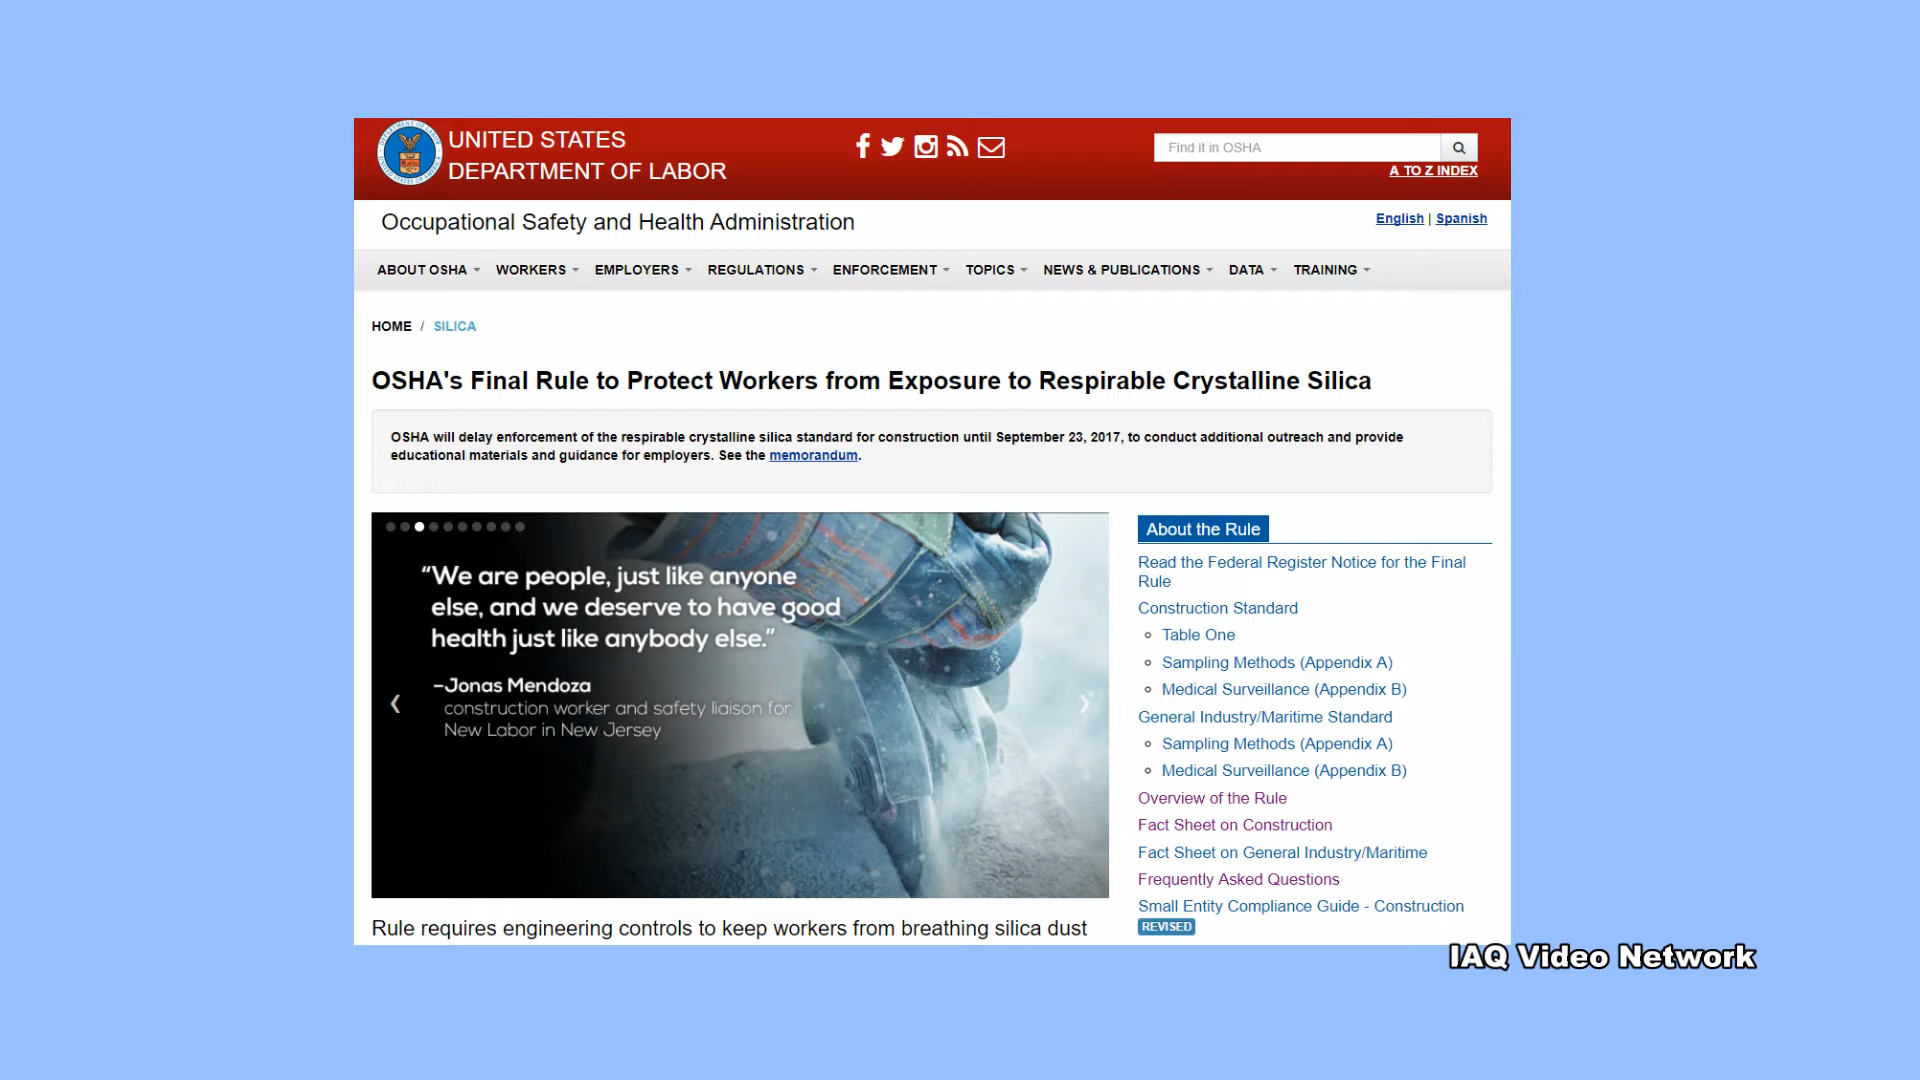 UNITED STATES
DEPARTMENT OF LABOR
Find it in OSHA
A TO Z INDEX
Occupational Safety and Health Administration
English | Spanish
ABOUT OSHA WORKERS EMPLOYERS REGULATIONS ENFORCEMENT TOPICS NEWS & PUBLICATIONS DATA TRAINING
HOME / SILICA
OSHA's Final Rule to Protect Workers from Exposure to Respirable Crystalline Silica
OSHA will delay enforcement of the respirable crystalline silica standard for construction until September 23, 2017, to conduct additional outreach and provide
educational materials and guidance for employers. See the memorandum.
“We are people, just like anyone
else, and we deserve to have good
health just like anybody else.”
–Jonas Mendoza
construction worker and safety liaison for
New Labor in New Jersey
Rule requires engineering controls to keep workers from breathing silica dust
About the Rule
Read the Federal Register Notice for the Final
Rule
Construction Standard
Table One
Sampling Methods (Appendix A)
Medical Surveillance (Appendix B)
General Industry/Maritime Standard
Sampling Methods (Appendix A)
Medical Surveillance (Appendix B)
Overview of the Rule
Fact Sheet on Construction
Fact Sheet on General Industry/Maritime
Frequently Asked Questions
Small Entity Compliance Guide - Construction
REVISED
IAQ Video Network